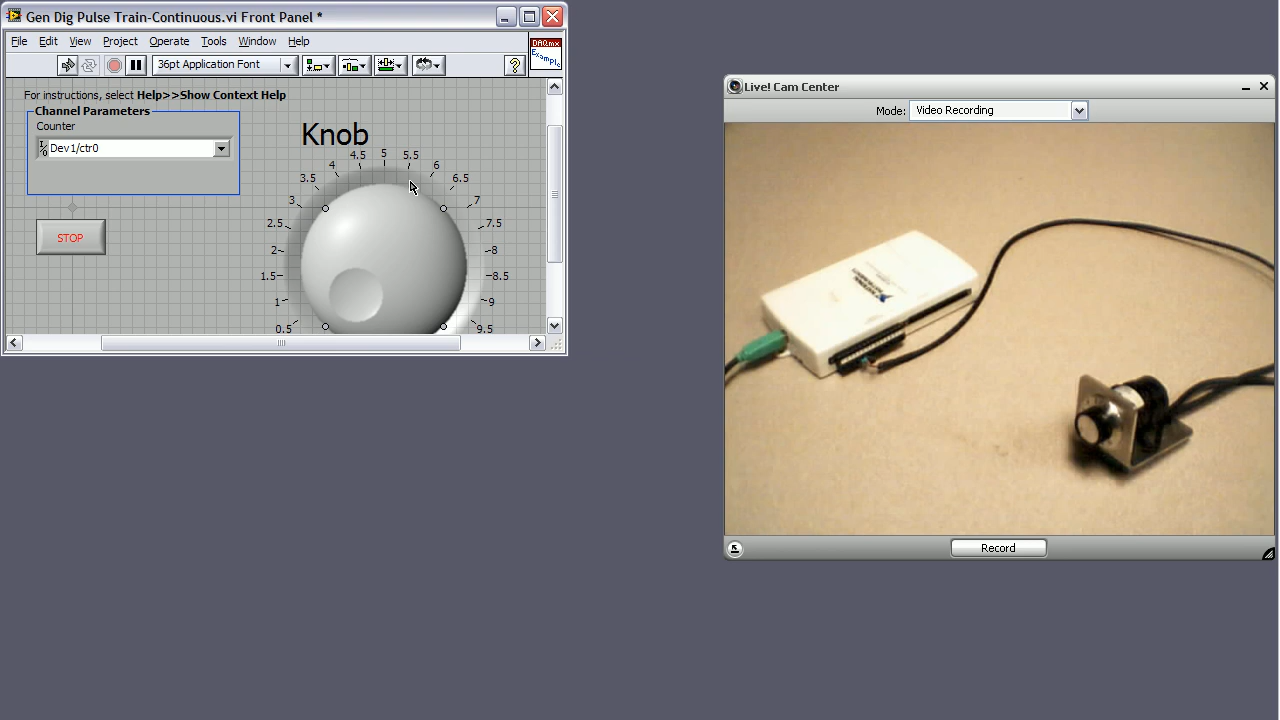 Gen Dig Pulse Train-Continuous.vi Front Panel *
File Edit View Project Operate Tools Window Help
36pt Application Font
?
DAQmx
Example
For instructions, select Help>>Show Context Help
Channel Parameters
Counter
I/O Dev1/ctr0
STOP
Knob
0.5
1
1.5
2
2.5
3
3.5
4
4.5
5
5.5
6
6.5
7
7.5
8
8.5
9
9.5
Live! Cam Center
Mode: Video Recording
Record